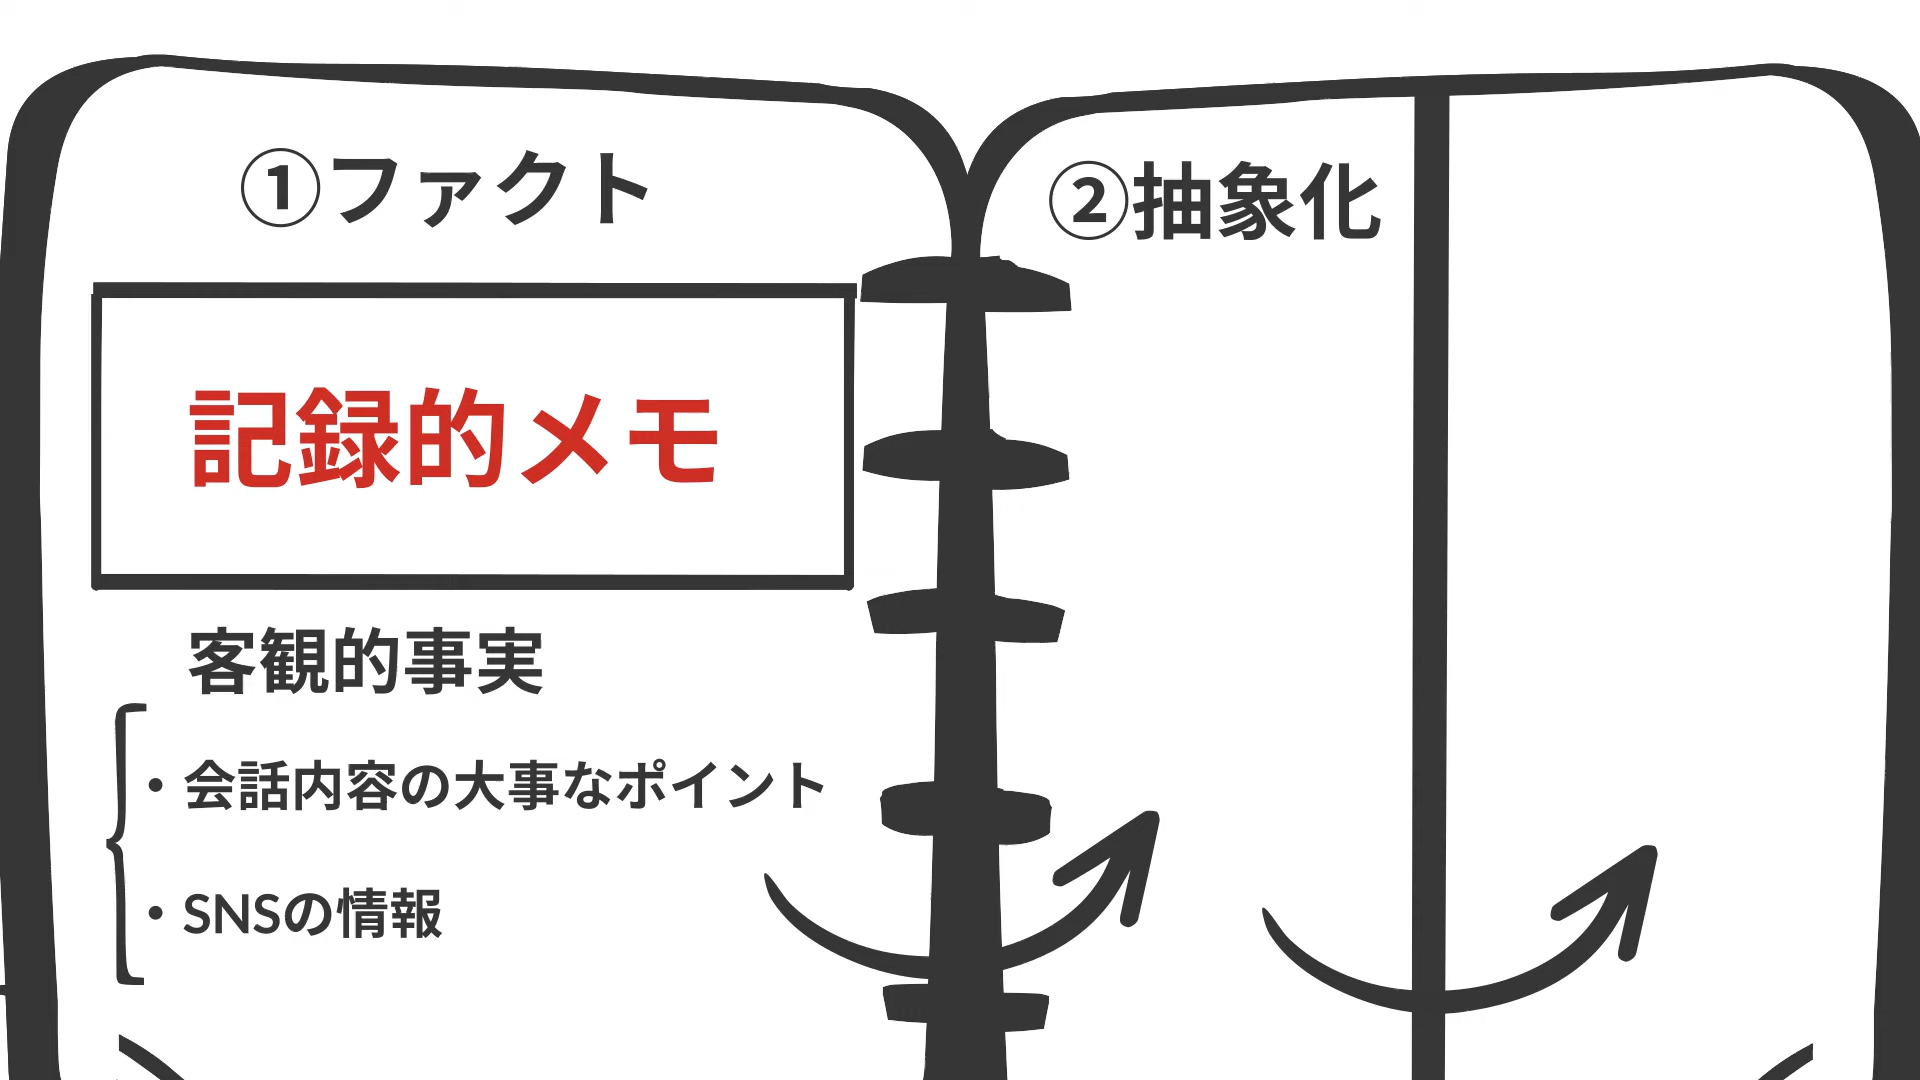 ①ファクト
記録的メモ
客観的事実
・会話内容の大事なポイント
・SNSの情報
②抽象化